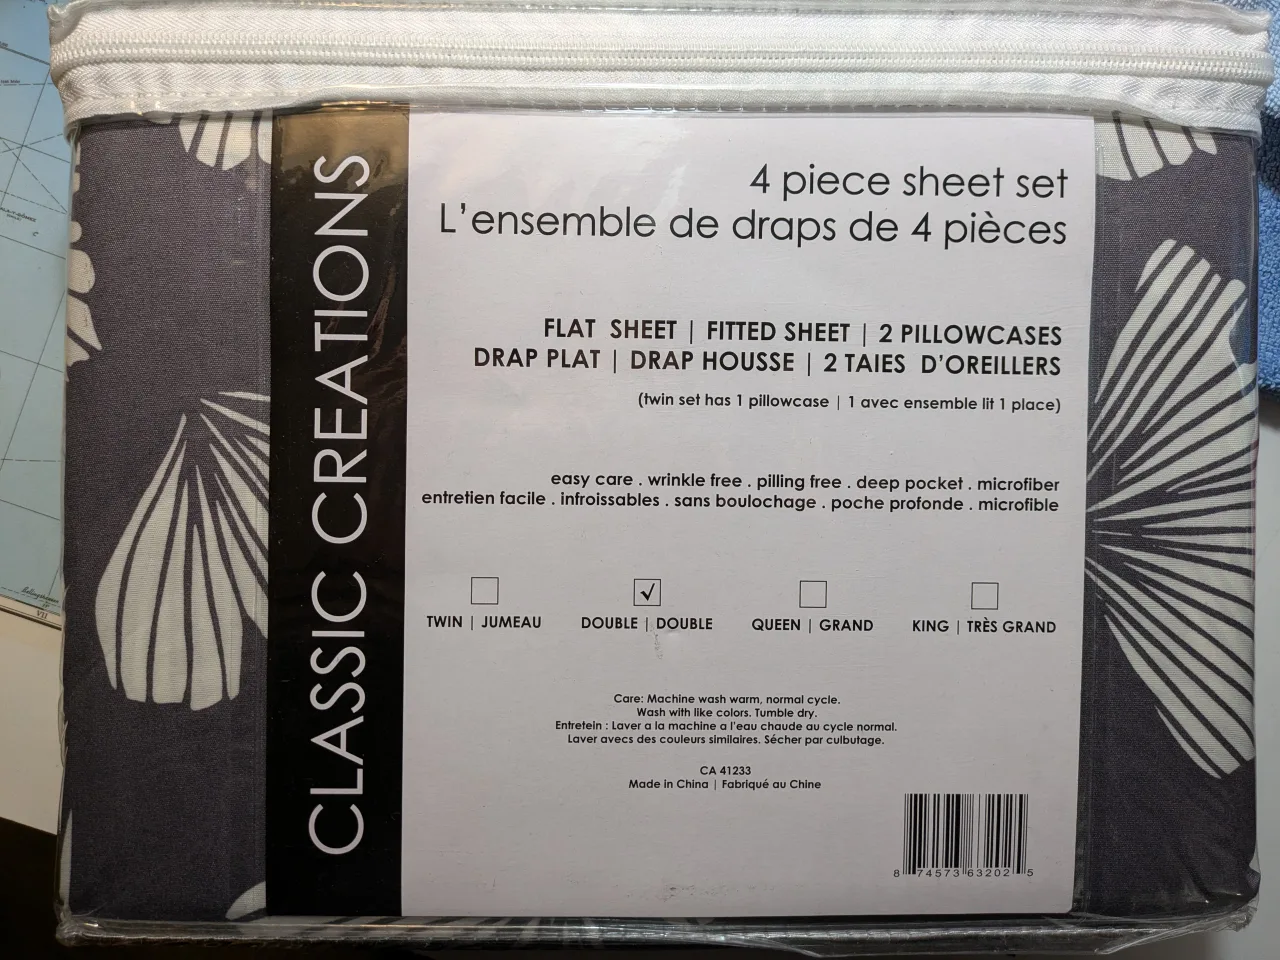 CLASSIC CREATIONS
4 piece sheet set
L'ensemble de draps de 4 pièces
FLAT SHEET | FITTED SHEET | 2 PILLOWCASES
DRAP PLAT | DRAP HOUSSE | 2 TAIES D'OREILLERS
(twin set has 1 pillowcase | 1 avec ensemble lit 1 place)
easy care . wrinkle free . pilling free . deep pocket . microfiber
entretien facile . infroissables . sans boulochage . poche profonde . microfible
✓
TWIN | JUMEAU DOUBLE | DOUBLE QUEEN | GRAND KING | TRÈS GRAND
Care: Machine wash warm, normal cycle.
Wash with like colors. Tumble dry.
Entretein : Laver a la machine a l'eau chaude au cycle normal.
Laver avecs des couleurs similaires. Sécher par culbutage.
CA 41233
Made in China | Fabriqué au Chine
8 74573 63202 5
VII